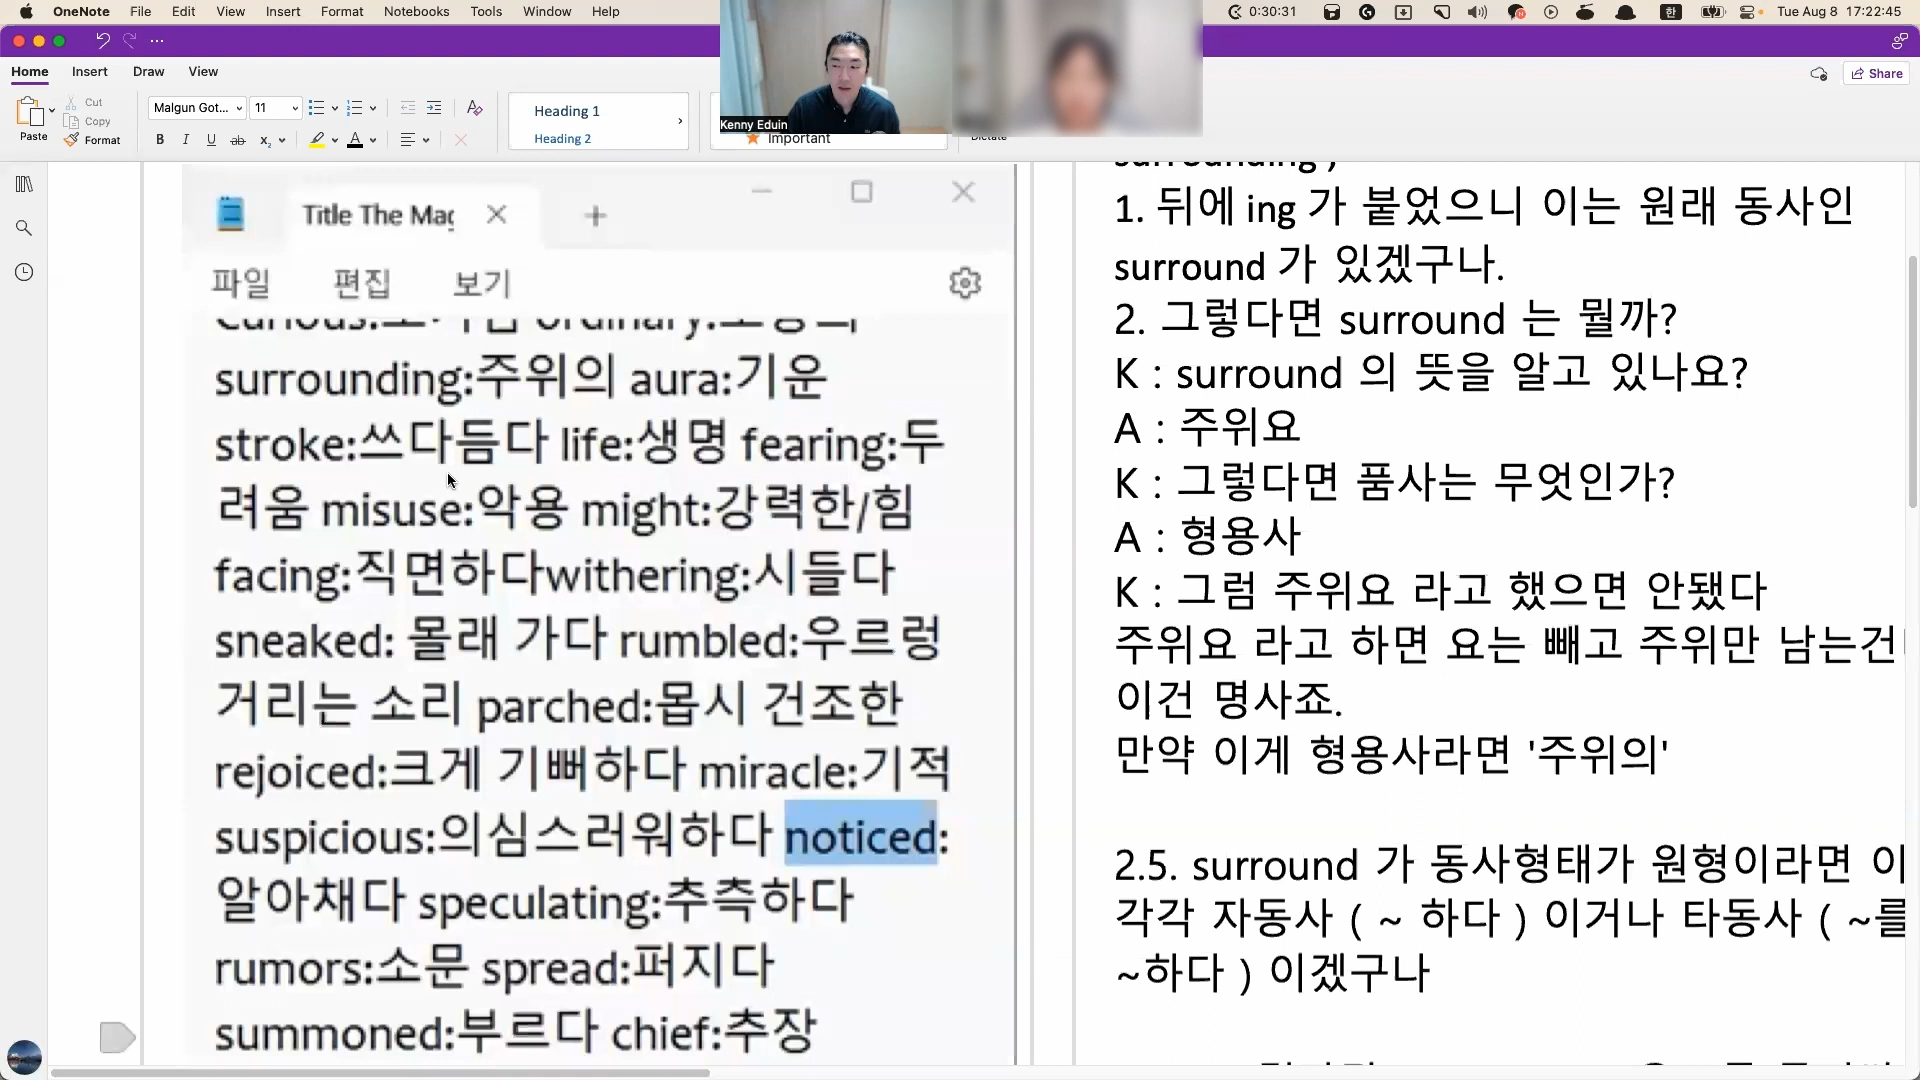 OneNote File Edit View Insert Format Notebooks Tools Window Help
0:30:31
Tue Aug 8 17:22:45
Home Insert Draw View
Share
Paste
Cut
Copy
Format
Malgun Got...
11
B I U ab x₂ A
Heading 1
Heading 2
Important
Dictate
Kenny Eduin
Title The Mag
파일 편집 보기
surrounding:주위의 aura:기운
stroke:쓰다듬다 life:생명 fearing:두
려움 misuse:악용 might:강력한/힘
facing:직면하다withering:시들다
sneaked: 몰래 가다 rumbled:우르렁
거리는 소리 parched:몹시 건조한
rejoiced:크게 기뻐하다 miracle:기적
suspicious:의심스러워하다 noticed:
알아채다 speculating:추측하다
rumors:소문 spread:퍼지다
summoned:부르다 chief:추장
surrounding )
1. 뒤에 ing 가 붙었으니 이는 원래 동사인
surround 가 있겠구나.
2. 그렇다면 surround 는 뭘까?
K : surround 의 뜻을 알고 있나요?
A : 주위요
K : 그렇다면 품사는 무엇인가?
A : 형용사
K : 그럼 주위요 라고 했으면 안됐다
주위요 라고 하면 요는 빼고 주위만 남는건
이건 명사죠.
만약 이게 형용사라면 '주위의'
2.5. surround 가 동사형태가 원형이라면 이
각각 자동사 ( ~ 하다 ) 이거나 타동사 ( ~를
~하다 ) 이겠구나